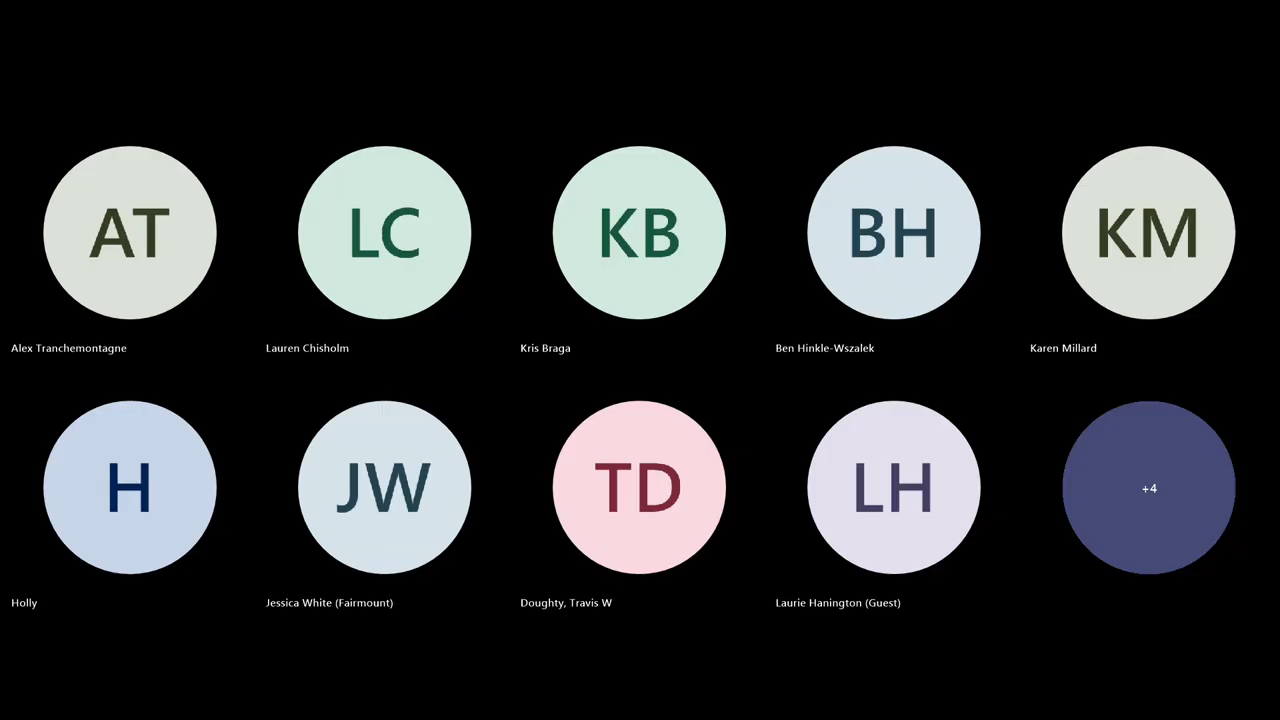 AT
LC
KB
BH
KM
Alex Tranchemontagne
Lauren Chisholm
Kris Braga
Ben Hinkle-Wszalek
Karen Millard
H
JW
TD
LH
+4
Holly
Jessica White (Fairmount)
Doughty, Travis W
Laurie Hanington (Guest)